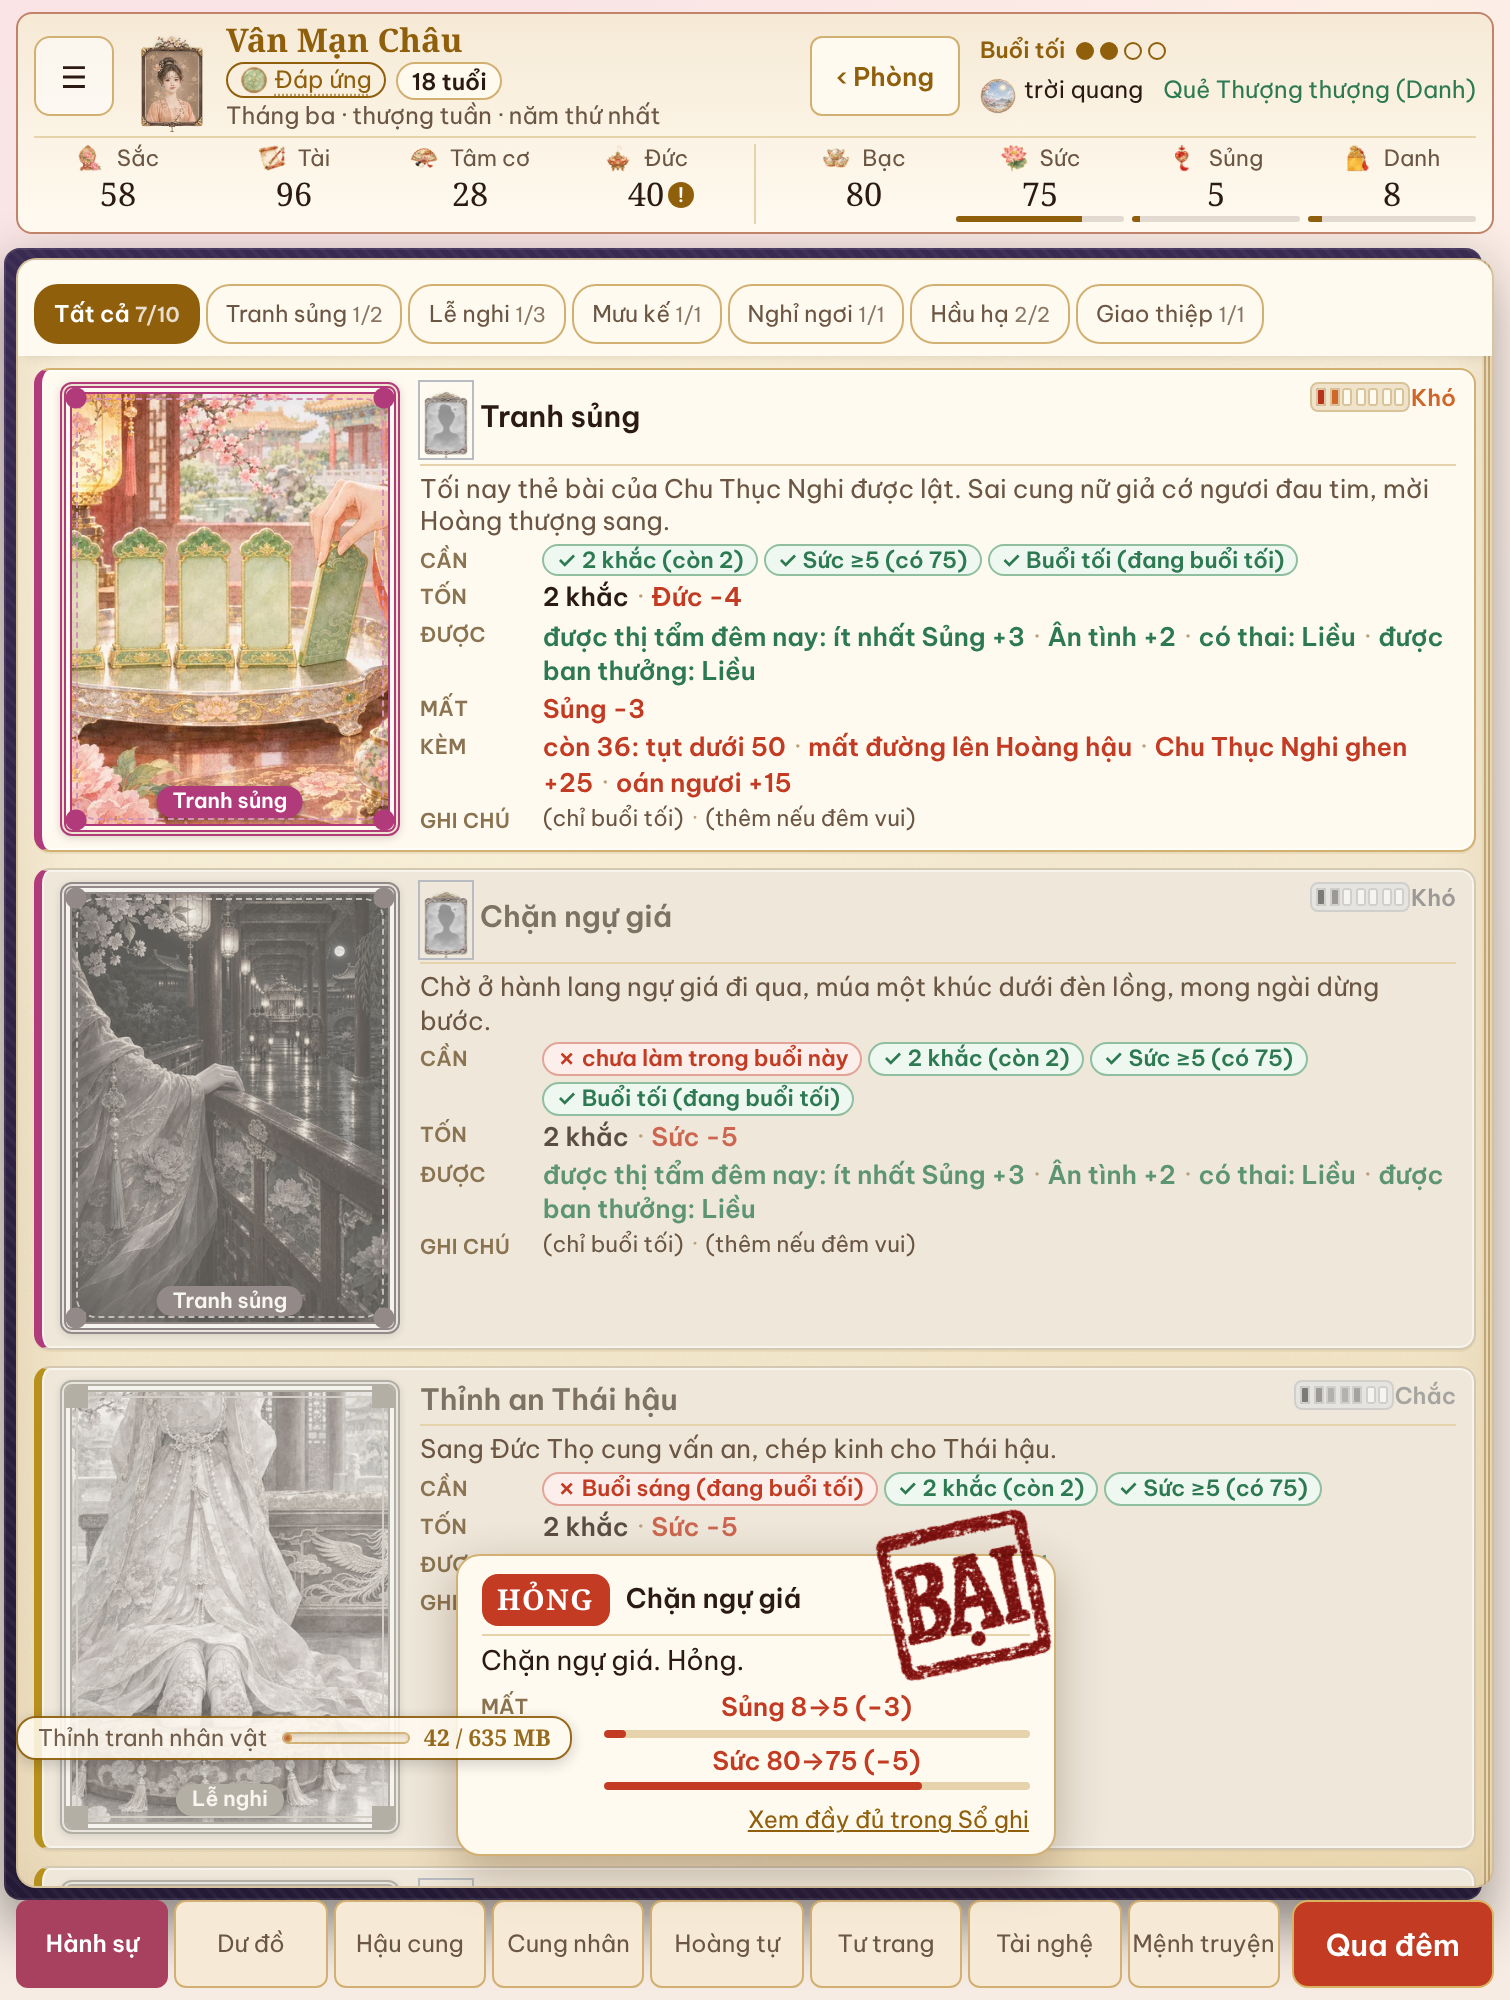 ☰
Vân Mạn Châu
Đáp ứng
18 tuổi
Tháng ba · thượng tuần · năm thứ nhất
‹ Phòng
Buổi tối
trời quang
Quẻ Thượng thượng (Danh)
Sắc
58
Tài
96
Tâm cơ
28
Đức
40 !
Bạc
80
Sức
75
Sủng
5
Danh
8
Tất cả 7/10
Tranh sủng 1/2
Lễ nghi 1/3
Mưu kế 1/1
Nghỉ ngơi 1/1
Hầu hạ 2/2
Giao thiệp 1/1
Tranh sủng
Tranh sủng
Khó
Tối nay thẻ bài của Chu Thục Nghi được lật. Sai cung nữ giả cớ ngươi đau tim, mời
Hoàng thượng sang.
CẦN
✓ 2 khắc (còn 2)
✓ Sức ≥5 (có 75)
✓ Buổi tối (đang buổi tối)
TỐN
2 khắc · Đức −4
ĐƯỢC
được thị tẩm đêm nay: ít nhất Sủng +3 · Ân tình +2 · có thai: Liều · được
ban thưởng: Liều
MẤT
Sủng −3
KÈM
còn 36: tụt dưới 50 · mất đường lên Hoàng hậu · Chu Thục Nghi ghen
+25 · oán ngươi +15
GHI CHÚ
(chỉ buổi tối) · (thêm nếu đêm vui)
Tranh sủng
Chặn ngự giá
Khó
Chờ ở hành lang ngự giá đi qua, múa một khúc dưới đèn lồng, mong ngài dừng
bước.
CẦN
× chưa làm trong buổi này
✓ 2 khắc (còn 2)
✓ Sức ≥5 (có 75)
✓ Buổi tối (đang buổi tối)
TỐN
2 khắc · Sức −5
ĐƯỢC
được thị tẩm đêm nay: ít nhất Sủng +3 · Ân tình +2 · có thai: Liều · được
ban thưởng: Liều
GHI CHÚ
(chỉ buổi tối) · (thêm nếu đêm vui)
Lễ nghi
Thỉnh an Thái hậu
Chắc
Sang Đức Thọ cung vấn an, chép kinh cho Thái hậu.
CẦN
× Buổi sáng (đang buổi tối)
✓ 2 khắc (còn 2)
✓ Sức ≥5 (có 75)
TỐN
2 khắc · Sức −5
GHI
HỎNG
Chặn ngự giá
BẠI
Chặn ngự giá. Hỏng.
MẤT
Sủng 8→5 (−3)
Sức 80→75 (−5)
Xem đầy đủ trong Sổ ghi
Thỉnh tranh nhân vật
42 / 635 MB
Hành sự
Dư đồ
Hậu cung
Cung nhân
Hoàng tự
Tư trang
Tài nghệ
Mệnh truyện
Qua đêm